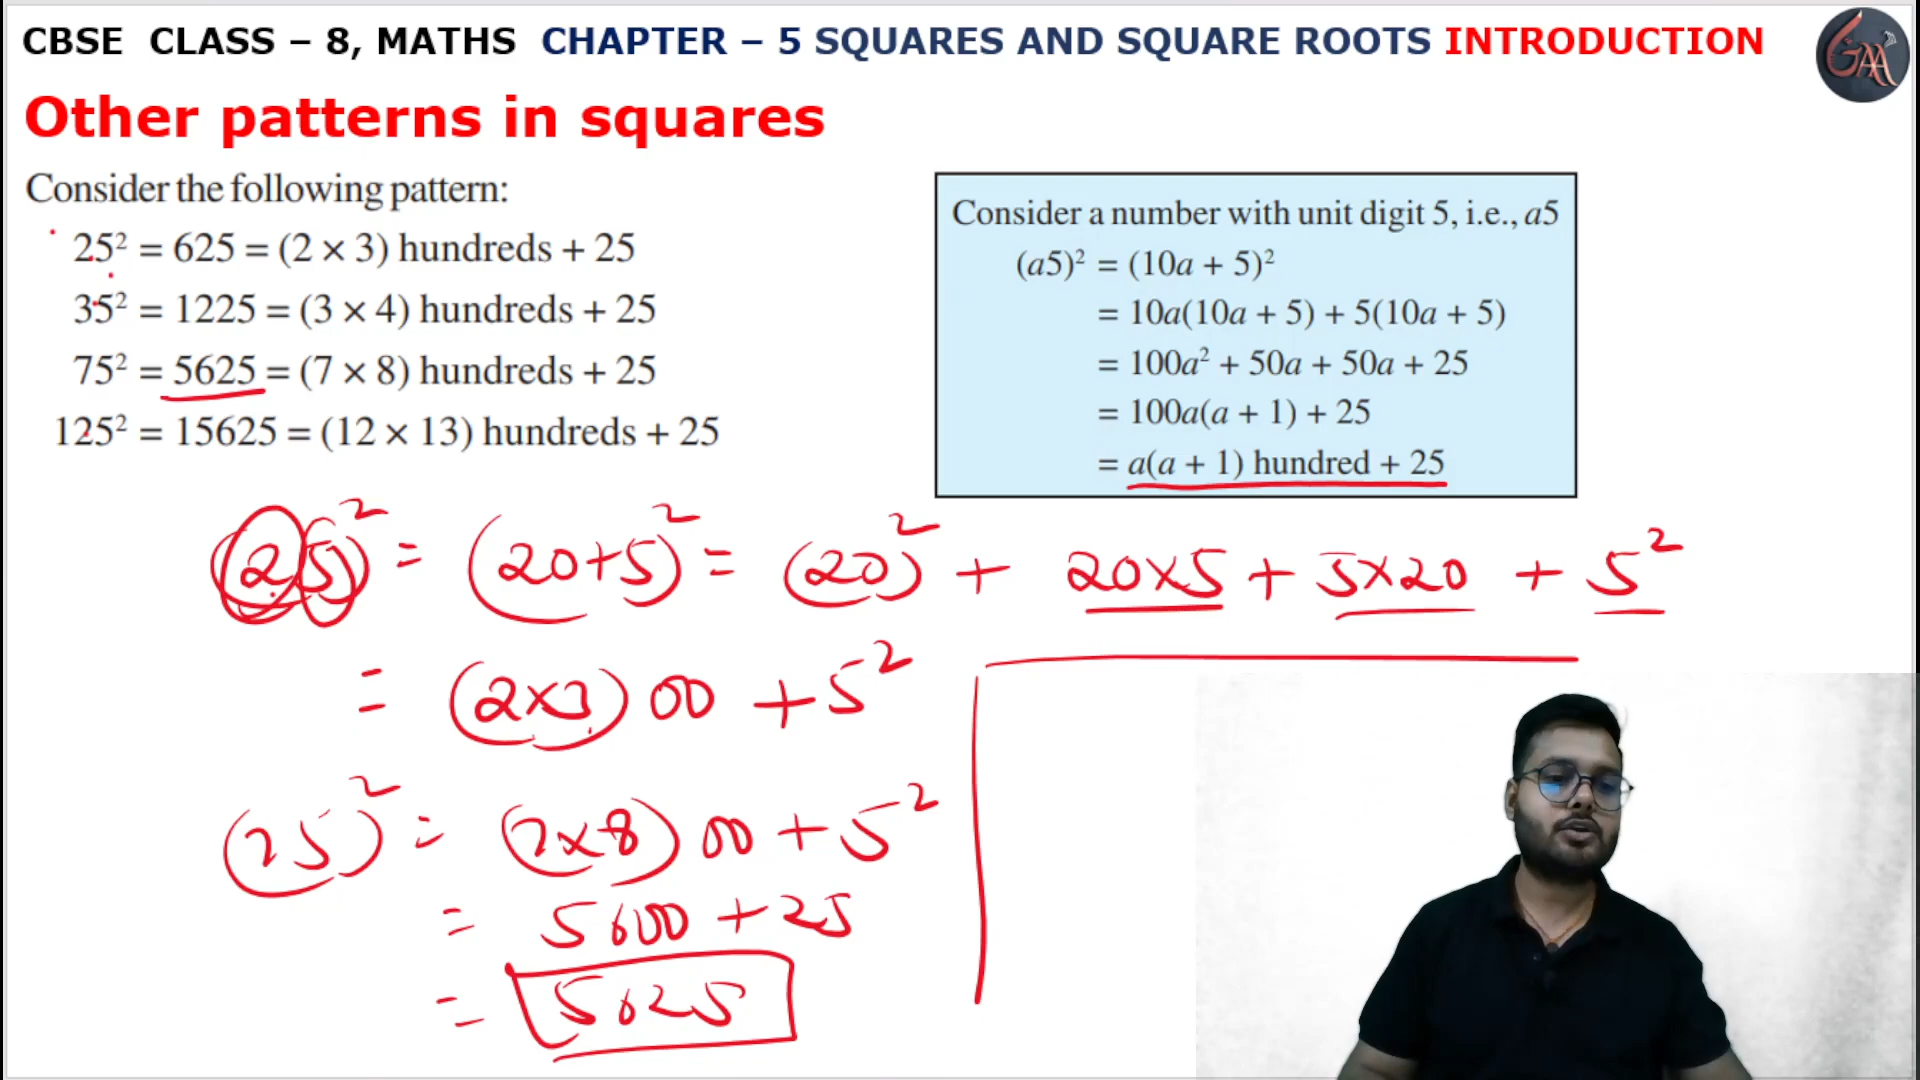 CBSE CLASS – 8, MATHS CHAPTER – 5 SQUARES AND SQUARE ROOTS INTRODUCTION
Other patterns in squares
Consider the following pattern:
25² = 625 = (2 × 3) hundreds + 25
35² = 1225 = (3 × 4) hundreds + 25
75² = 5625 = (7 × 8) hundreds + 25
125² = 15625 = (12 × 13) hundreds + 25
Consider a number with unit digit 5, i.e., a5
(a5)² = (10a + 5)²
= 10a(10a + 5) + 5(10a + 5)
= 100a² + 50a + 50a + 25
= 100a(a + 1) + 25
= a(a + 1) hundred + 25
(25)² = (20+5)² = (20)² + 20×5 + 5×20 + 5²
= (2×3) 00 + 5²
(75)² = (7×8) 00 + 5²
= 5600 + 25
= 5625